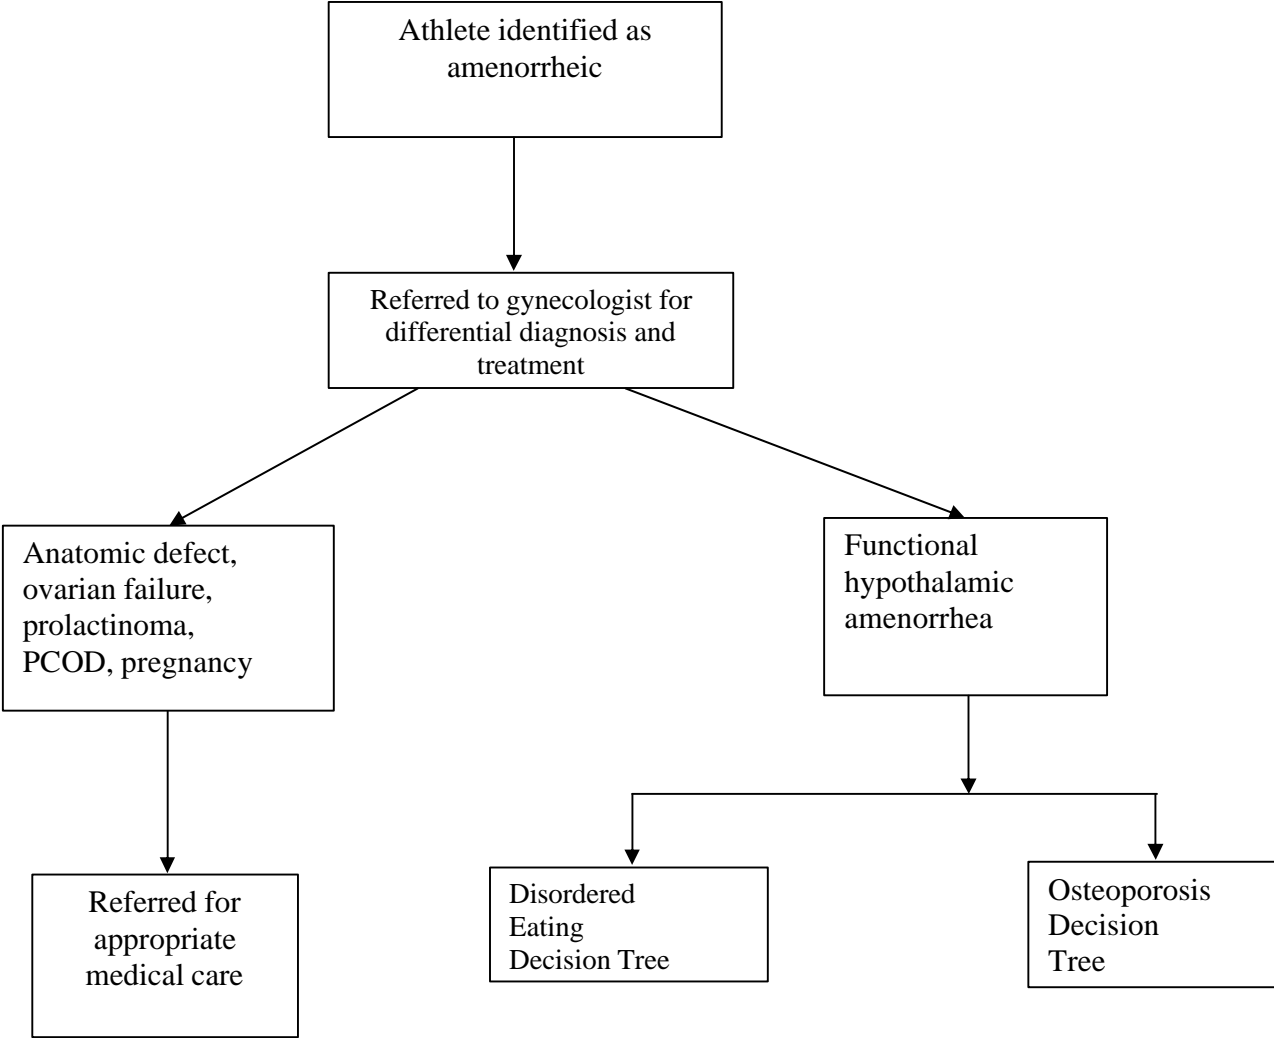 Athlete identified as
amenorrheic
Referred to gynecologist for
differential diagnosis and
treatment
Anatomic defect,
ovarian failure,
prolactinoma,
PCOD, pregnancy
Functional
hypothalamic
amenorrhea
Referred for
appropriate
medical care
Disordered
Eating
Decision Tree
Osteoporosis
Decision
Tree